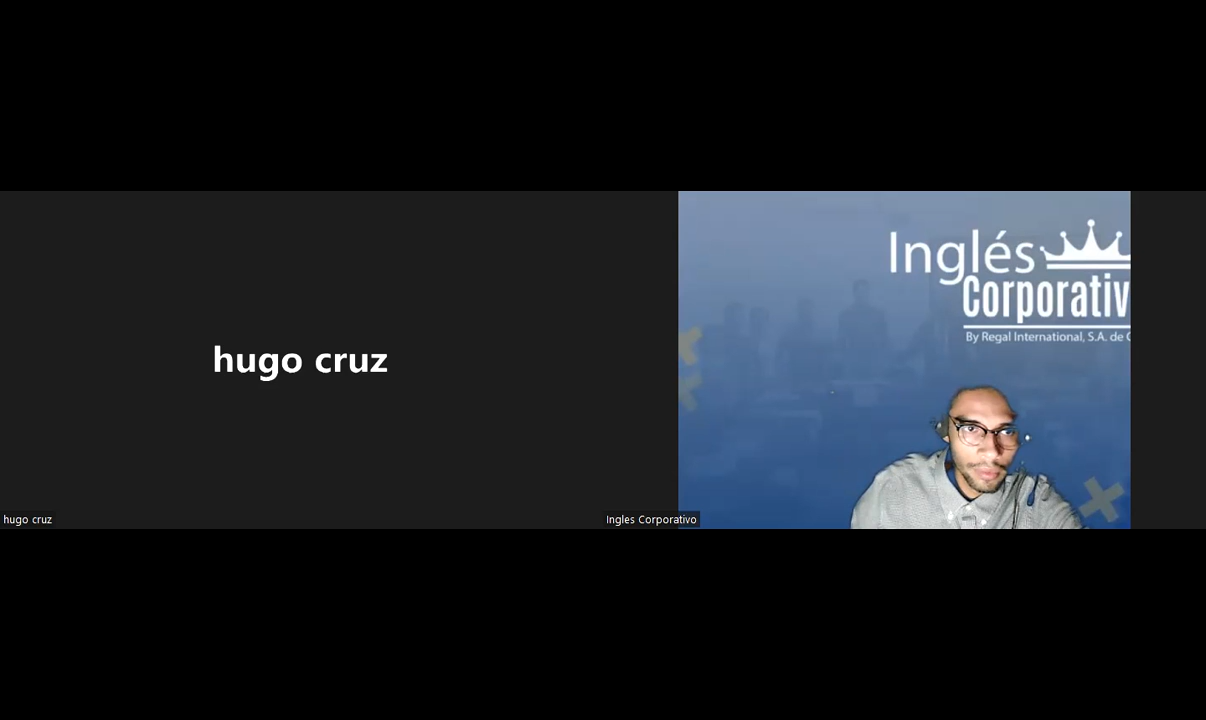 hugo cruz
hugo cruz
Inglés
Corporativ
By Regal International, S.A. de C
Ingles Corporativo